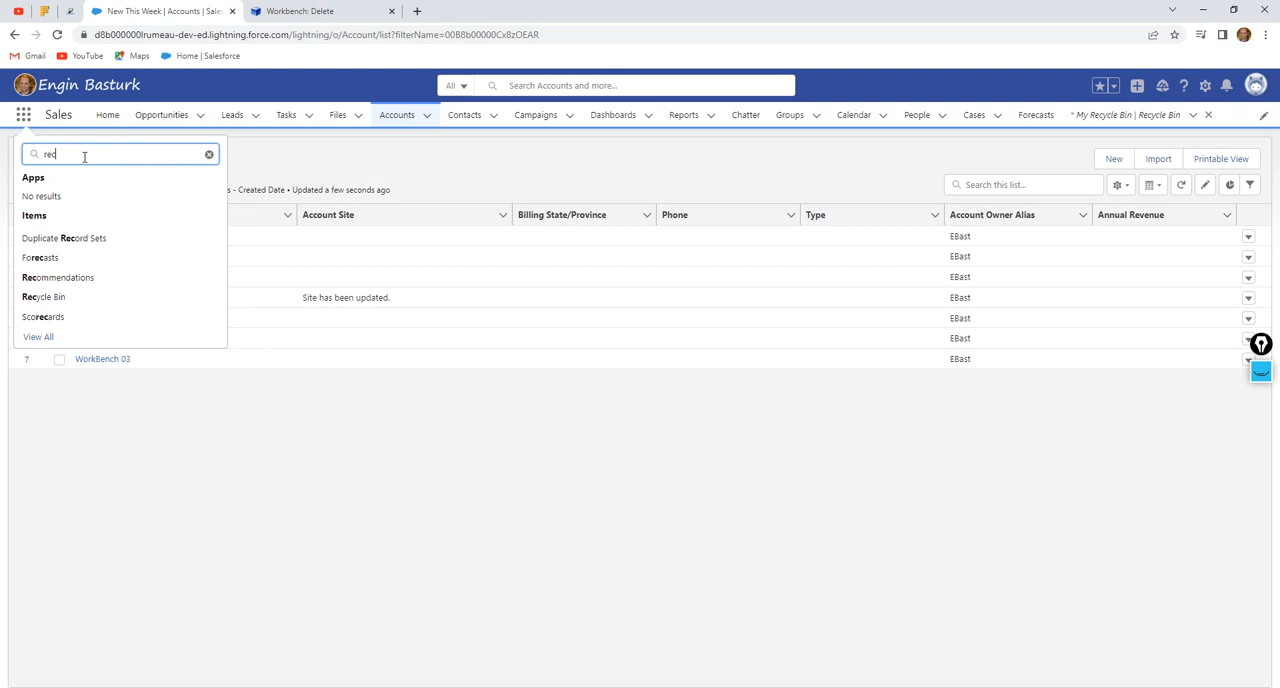 New This Week | Accounts | Sales
Workbench: Delete
d8b000000lrumeau-dev-ed.lightning.force.com/lightning/o/Account/list?filterName=00B8b00000Cx8zOEAR
Gmail YouTube Maps Home | Salesforce
Engin Basturk
All Search Accounts and more...
Sales Home Opportunities Leads Tasks Files Accounts Contacts Campaigns Dashboards Reports Chatter Groups Calendar People Cases Forecasts * My Recycle Bin | Recycle Bin
rec
New Import Printable View
Apps
No results
s - Created Date • Updated a few seconds ago
Search this list...
Items
Account Site Billing State/Province Phone Type Account Owner Alias Annual Revenue
Duplicate Record Sets
EBast
Forecasts
EBast
Recommendations
EBast
Recycle Bin
Site has been updated. EBast
Scorecards
EBast
View All
EBast
7 WorkBench 03 EBast